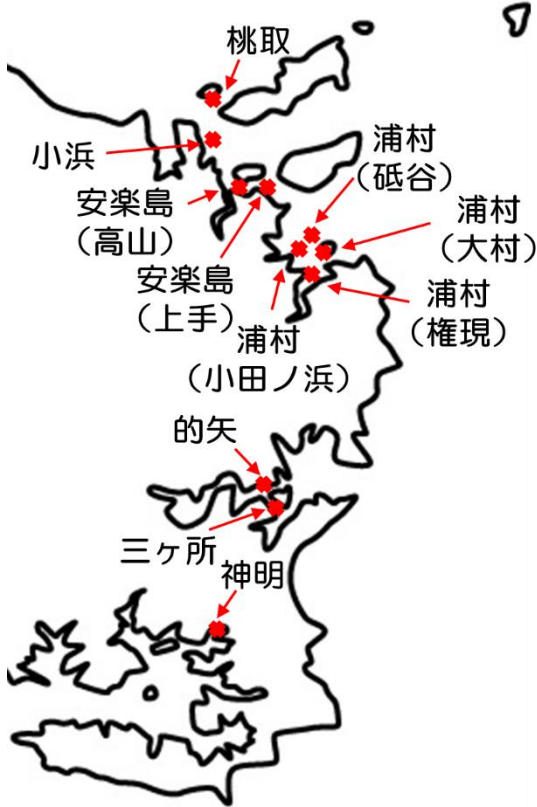 桃取
小浜
浦村
（砥谷）
安楽島
（高山）
浦村
（大村）
安楽島
（上手）
浦村
（権現）
浦村
（小田ノ浜）
的矢
三ヶ所
神明